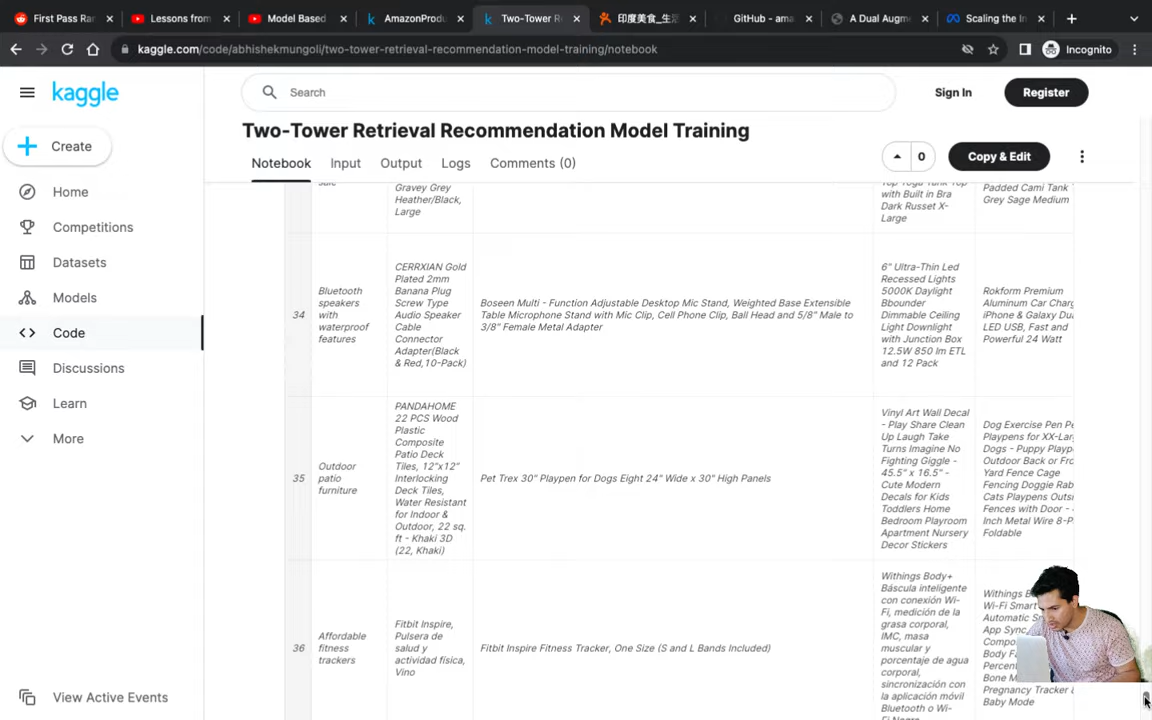 First Pass Ran
Lessons from
Model Based
AmazonProdu
Two-Tower Re
印度美食_生活
GitHub - ama
A Dual Augme
Scaling the In
kaggle.com/code/abhishekmungoli/two-tower-retrieval-recommendation-model-training/notebook
Incognito
kaggle
Search
Sign In
Register
Create
Two-Tower Retrieval Recommendation Model Training
Notebook
Input
Output
Logs
Comments (0)
0
Copy & Edit
Home
Competitions
Datasets
Models
Code
Discussions
Learn
More
View Active Events
sale
Gravey Grey
Heather/Black,
Large
Top Yoga Tank Top
with Built in Bra
Dark Russet X-
Large
Padded Cami Tank
Grey Sage Medium
34
Bluetooth
speakers
with
waterproof
features
CERRXIAN Gold
Plated 2mm
Banana Plug
Screw Type
Audio Speaker
Cable
Connector
Adapter(Black
& Red,10-Pack)
Boseen Multi - Function Adjustable Desktop Mic Stand, Weighted Base Extensible
Table Microphone Stand with Mic Clip, Cell Phone Clip, Ball Head and 5/8" Male to
3/8" Female Metal Adapter
6" Ultra-Thin Led
Recessed Lights
5000K Daylight
Bbounder
Dimmable Ceiling
Light Downlight
with Junction Box
12.5W 850 lm ETL
and 12 Pack
Rokform Premium
Aluminum Car Charg
iPhone & Galaxy Dua
LED USB, Fast and
Powerful 24 Watt
35
Outdoor
patio
furniture
PANDAHOME
22 PCS Wood
Plastic
Composite
Patio Deck
Tiles, 12"x12"
Interlocking
Deck Tiles,
Water Resistant
for Indoor &
Outdoor, 22 sq.
ft - Khaki 3D
(22, Khaki)
Pet Trex 30" Playpen for Dogs Eight 24" Wide x 30" High Panels
Vinyl Art Wall Decal
- Play Share Clean
Up Laugh Take
Turns Imagine No
Fighting Giggle -
45.5" x 16.5" -
Cute Modern
Decals for Kids
Toddlers Home
Bedroom Playroom
Apartment Nursery
Decor Stickers
Dog Exercise Pen Pe
Playpens for XX-Lar
Dogs - Puppy Playp
Outdoor Back or Fro
Yard Fence Cage
Fencing Doggie Rab
Cats Playpens Outs
Fences with Door -
Inch Metal Wire 8-P
Foldable
36
Affordable
fitness
trackers
Fitbit Inspire,
Pulsera de
salud y
actividad física,
Vino
Fitbit Inspire Fitness Tracker, One Size (S and L Bands Included)
Withings Body+
Báscula inteligente
con conexión Wi-
Fi, medición de la
grasa corporal,
IMC, masa
muscular y
porcentaje de agua
corporal,
sincronización con
la aplicación móvil
Bluetooth o Wi-
Withings B
Wi-Fi Smar
Automatic Sm
App Sync,
Compo
Body Fa
Percent
Bone M
Pregnancy Tracker &
Baby Mode